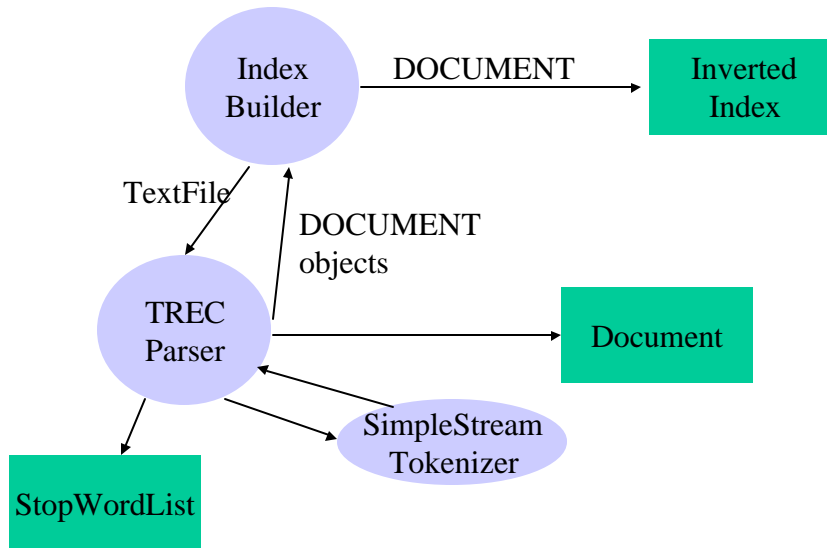 Index
Builder
DOCUMENT
Inverted
Index
TextFile
DOCUMENT
objects
TREC
Parser
Document
SimpleStream
Tokenizer
StopWordList